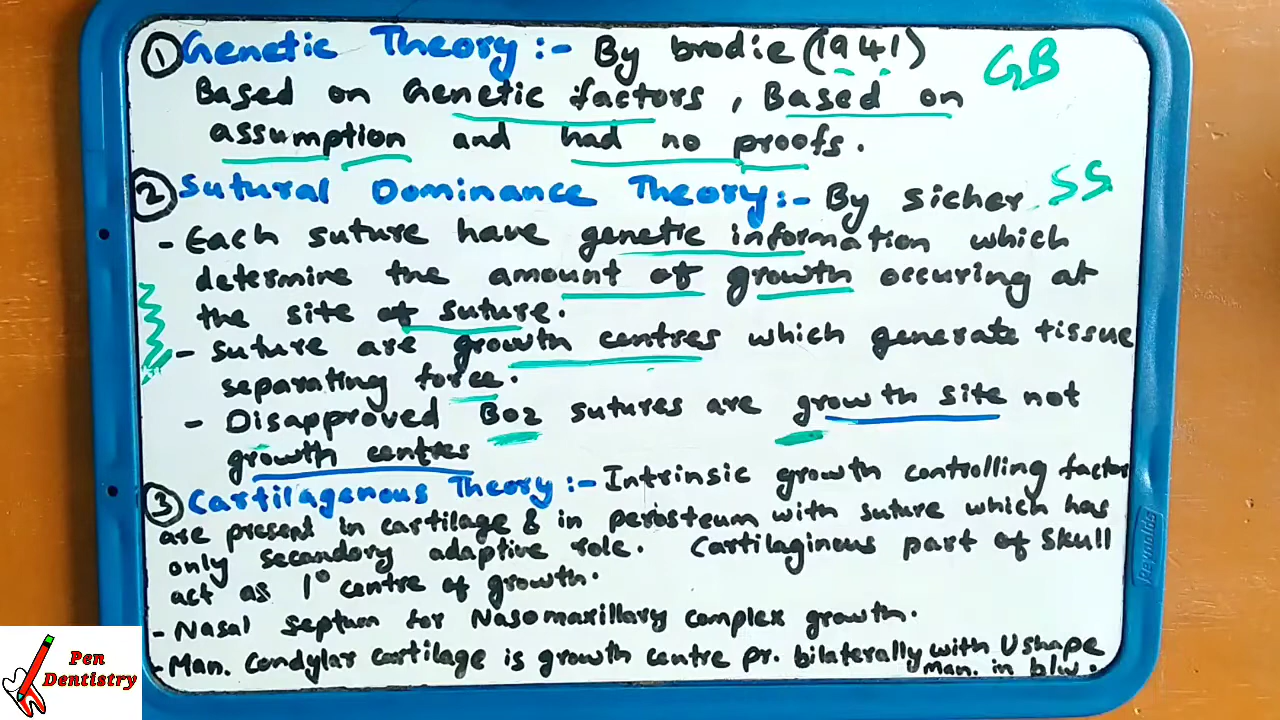 ① Genetic Theory :- By brodie (1941) GB
Based on Genetic factors, Based on
assumption and had no proofs.
② Sutural Dominance Theory :- By sicher SS
- Each suture have genetic information which
determine the amount of growth occuring at
the site of suture.
- suture are growth centres which generate tissue
separating force.
- Disapproved Boz sutures are growth site not
growth centres
③ Cartilagenous Theory :- Intrinsic growth controlling factor
are present in cartilage & in perosteum with suture which has
only secondory adaptive role. Cartilaginous part of skull
act as 1° centre of growth.
- Nasal septum for Nasomaxillary complex growth.
- Man. Condylar cartilage is growth centre pr. bilaterally with U shape
man. in b/w.
Reynolds
Pen
Dentistry